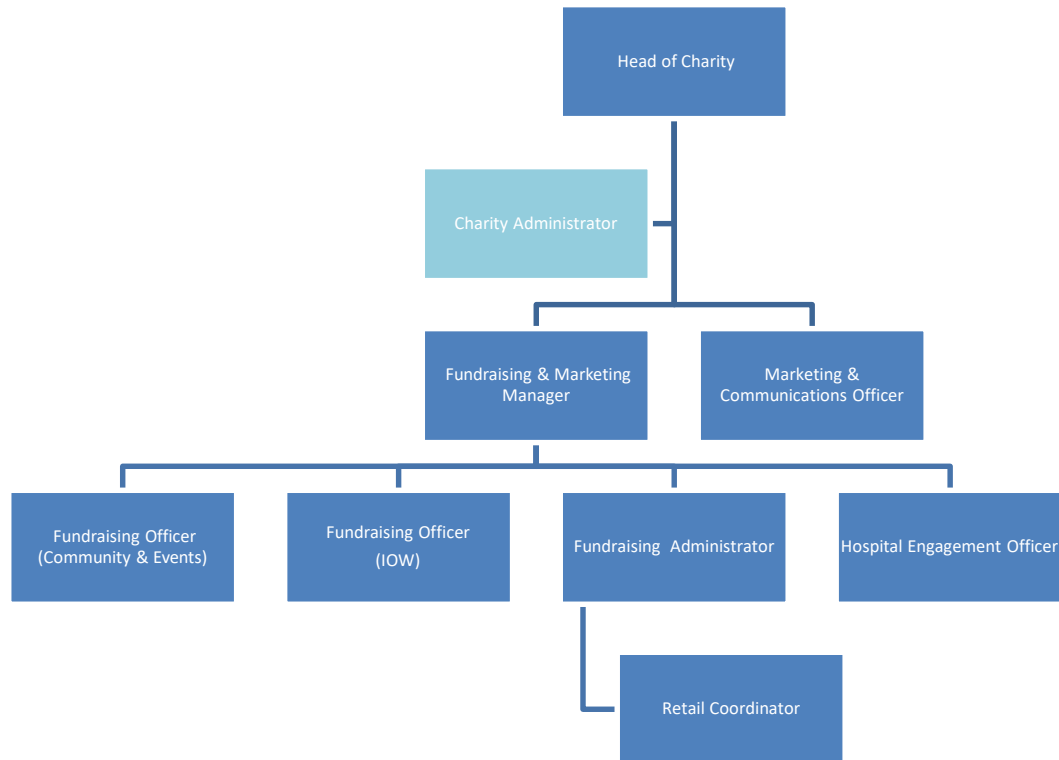 Head of Charity
Charity Administrator
Fundraising & Marketing
Manager
Marketing &
Communications Officer
Fundraising Officer
(Community & Events)
Fundraising Officer
(IOW)
Fundraising Administrator
Hospital Engagement Officer
Retail Coordinator